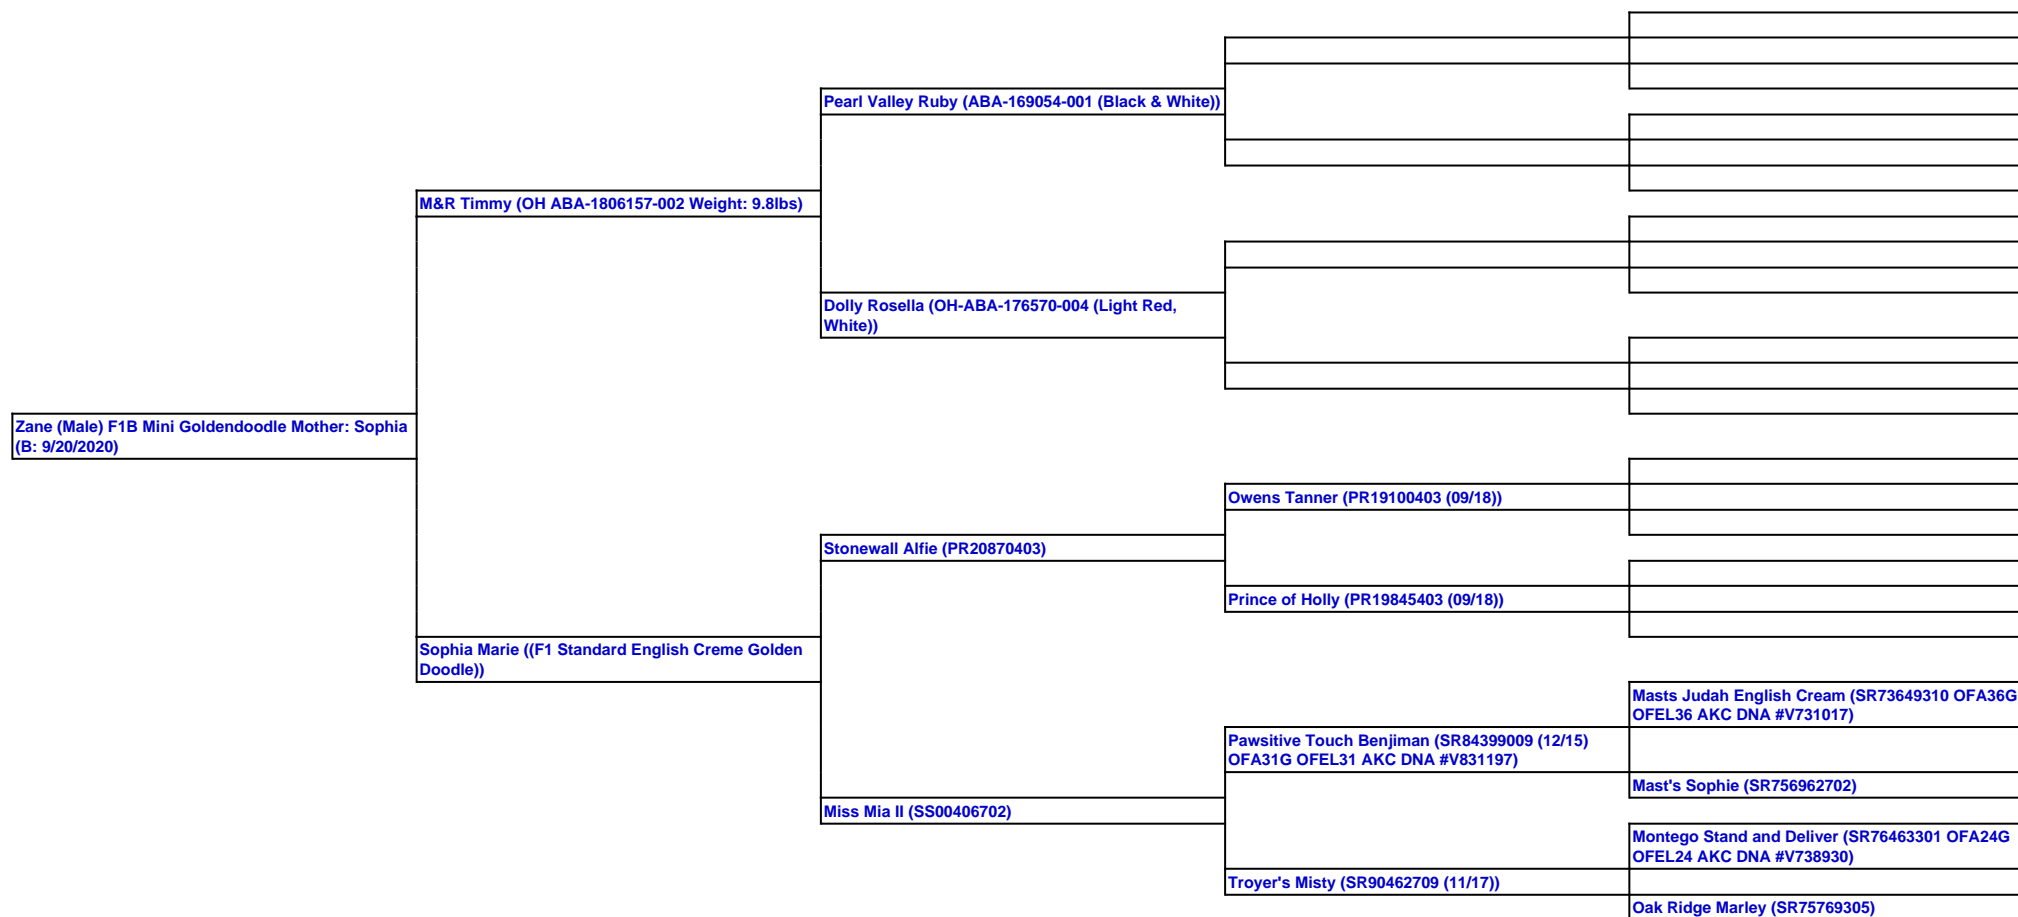 Pearl Valley Ruby (ABA-169054-001 (Black & White))
M&R Timmy (OH ABA-1806157-002 Weight: 9.8lbs)
Dolly Rosella (OH-ABA-176570-004 (Light Red,
White))
Zane (Male) F1B Mini Goldendoodle Mother: Sophia
(B: 9/20/2020)
Owens Tanner (PR19100403 (09/18))
Stonewall Alfie (PR20870403)
Prince of Holly (PR19845403 (09/18))
Sophia Marie ((F1 Standard English Creme Golden
Doodle))
Masts Judah English Cream (SR73649310 OFA36G
OFEL36 AKC DNA #V731017)
Pawsitive Touch Benjiman (SR84399009 (12/15)
OFA31G OFEL31 AKC DNA #V831197)
Mast's Sophie (SR756962702)
Miss Mia II (SS00406702)
Montego Stand and Deliver (SR76463301 OFA24G
OFEL24 AKC DNA #V738930)
Troyer's Misty (SR90462709 (11/17))
Oak Ridge Marley (SR75769305)